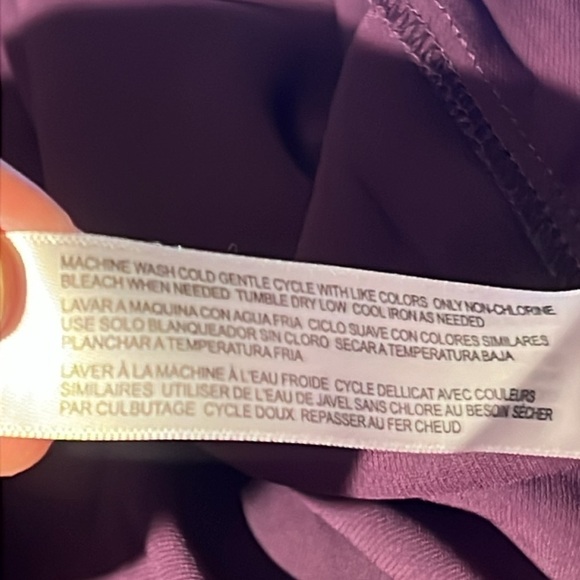 MACHINE WASH COLD GENTLE CYCLE WITH LIKE COLORS ONLY NON-CHLORINE
BLEACH WHEN NEEDED TUMBLE DRY LOW COOL IRON AS NEEDED
LAVAR A MAQUINA CON AGUA FRIA CICLO SUAVE CON COLORES SIMILARES
USE SOLO BLANQUEADOR SIN CLORO SECAR A TEMPERATURA BAJA
PLANCHAR A TEMPERATURA FRIA
LAVER À LA MACHINE À L'EAU FROIDE CYCLE DELLICAT AVEC COULEURS
SIMILAIRES UTILISER DE L'EAU DE JAVEL SANS CHLORE AU BESOIN SÉCHER
PAR CULBUTAGE CYCLE DOUX REPASSER AU FER CHEUD